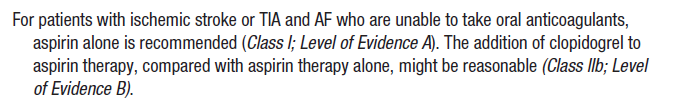 For patients with ischemic stroke or TIA and AF who are unable to take oral anticoagulants,
aspirin alone is recommended (Class I; Level of Evidence A). The addition of clopidogrel to
aspirin therapy, compared with aspirin therapy alone, might be reasonable (Class IIb; Level
of Evidence B).